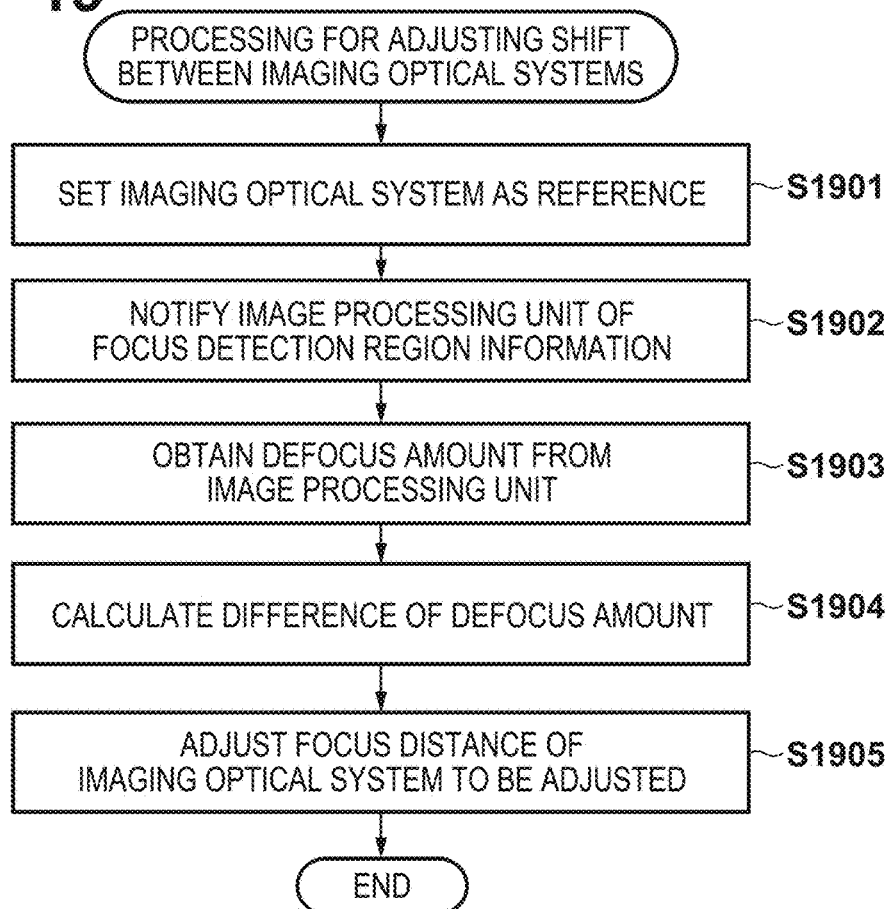 PROCESSING FOR ADJUSTING SHIFT
BETWEEN IMAGING OPTICAL SYSTEMS
SET IMAGING OPTICAL SYSTEM AS REFERENCE
S1901
NOTIFY IMAGE PROCESSING UNIT OF
FOCUS DETECTION REGION INFORMATION
S1902
OBTAIN DEFOCUS AMOUNT FROM
IMAGE PROCESSING UNIT
S1903
CALCULATE DIFFERENCE OF DEFOCUS AMOUNT
S1904
ADJUST FOCUS DISTANCE OF
IMAGING OPTICAL SYSTEM TO BE ADJUSTED
S1905
END